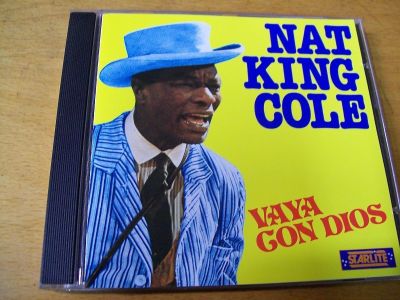 NAT
KING
COLE
VAYA
CON DIOS
STARLITE